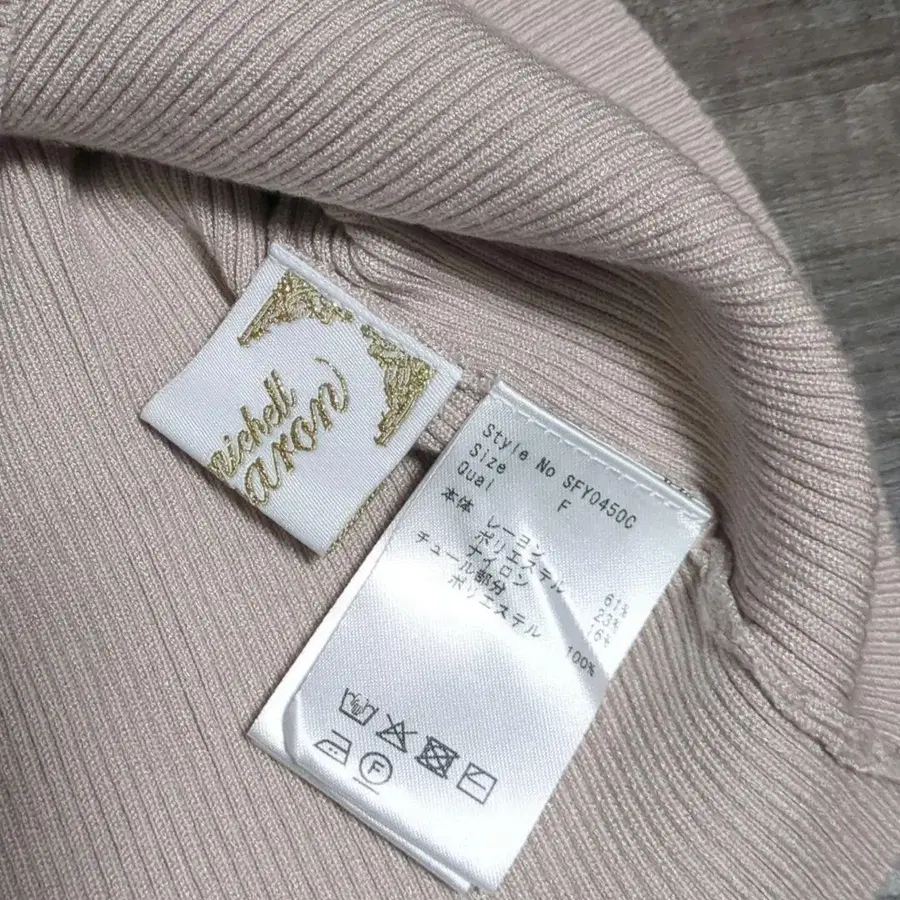 michell
aron
Style No SFY0450C
Size F
Qual
本体
レーヨン 61%
ポリエステル 23%
ナイロン 16%
チュール部分
ポリエステル 100%
F